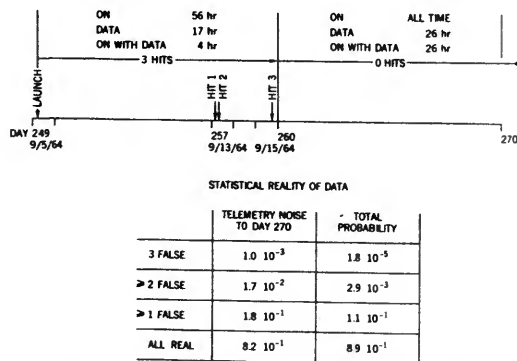 ON 56 hr ON ALL TIME
DATA 17 hr DATA 26 hr
ON WITH DATA 4 hr ON WITH DATA 26 hr
3 HITS 0 HITS
LAUNCH
HIT 1
HIT 2
HIT 3
DAY 249 257 260 270
9/5/64 9/13/64 9/15/64
STATISTICAL REALITY OF DATA
TELEMETRY NOISE TOTAL
TO DAY 270 PROBABILITY
3 FALSE 1.0 10⁻³ 1.8 10⁻⁵
≥ 2 FALSE 1.7 10⁻² 2.9 10⁻³
≥ 1 FALSE 1.8 10⁻¹ 1.1 10⁻¹
ALL REAL 8.2 10⁻¹ 8.9 10⁻¹